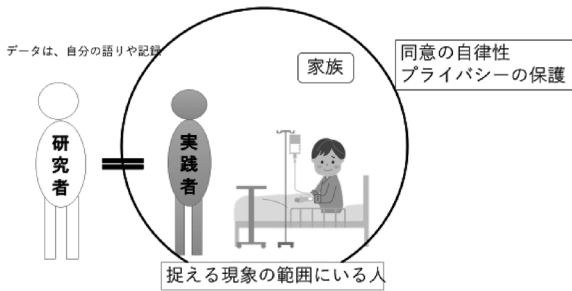 データは、自分の語りや記録
家族
同意の自律性
プライバシーの保護
研究者
実践者
捉える現象の範囲にいる人